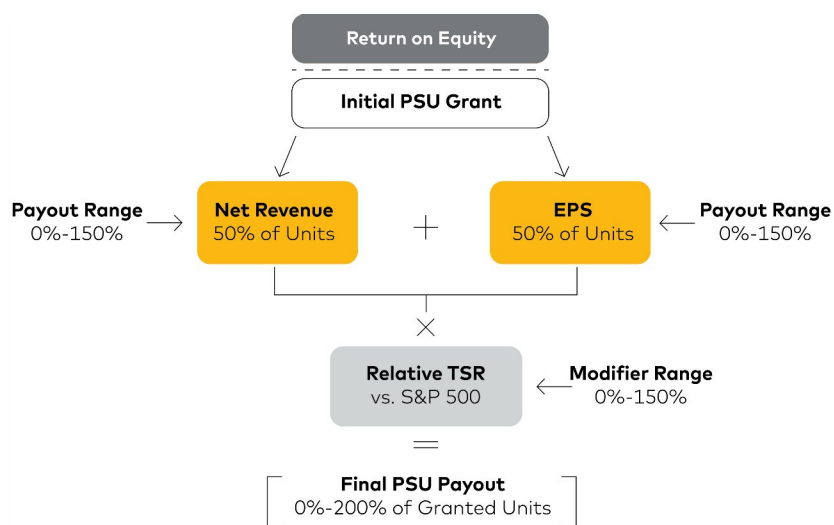 Return on Equity
Initial PSU Grant
Payout Range
0%-150%
Net Revenue
50% of Units
+
EPS
50% of Units
Payout Range
0%-150%
×
Relative TSR
vs. S&P 500
Modifier Range
0%-150%
=
Final PSU Payout
0%-200% of Granted Units